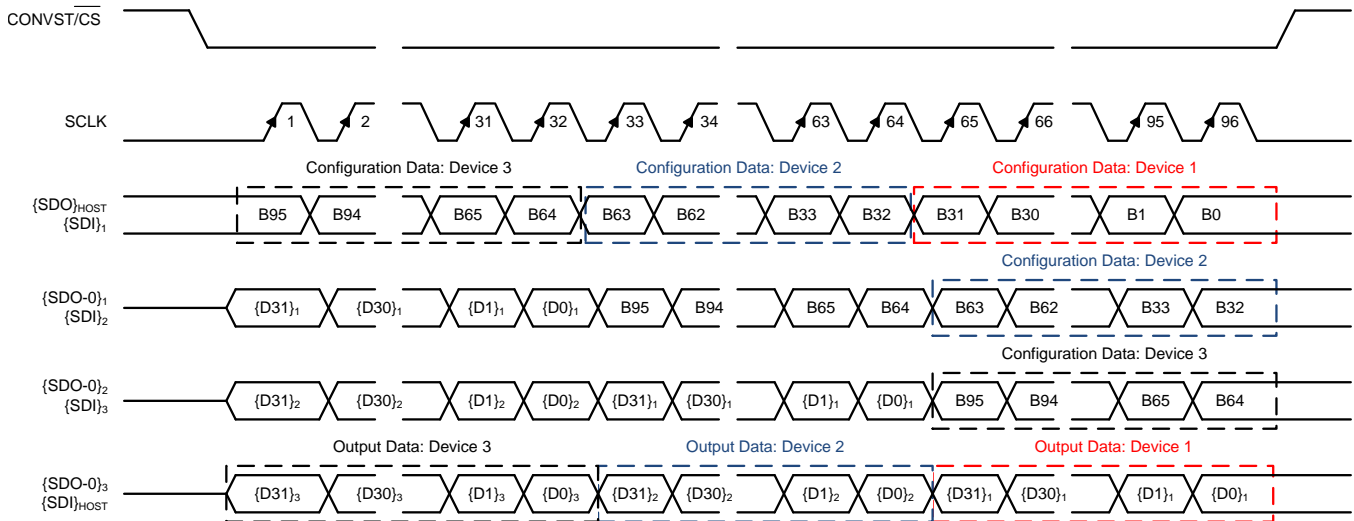 CONVST/CS
SCLK
1 2 31 32 33 34 63 64 65 66 95 96
Configuration Data: Device 3 Configuration Data: Device 2 Configuration Data: Device 1
{SDO}HOST
{SDI}1
B95 B94 B65 B64 B63 B62 B33 B32 B31 B30 B1 B0
Configuration Data: Device 2
{SDO-0}1
{SDI}2
{D31}1 {D30}1 {D1}1 {D0}1 B95 B94 B65 B64 B63 B62 B33 B32
Configuration Data: Device 3
{SDO-0}2
{SDI}3
{D31}2 {D30}2 {D1}2 {D0}2 {D31}1 {D30}1 {D1}1 {D0}1 B95 B94 B65 B64
Output Data: Device 3 Output Data: Device 2 Output Data: Device 1
{SDO-0}3
{SDI}HOST
{D31}3 {D30}3 {D1}3 {D0}3 {D31}2 {D30}2 {D1}2 {D0}2 {D31}1 {D30}1 {D1}1 {D0}1